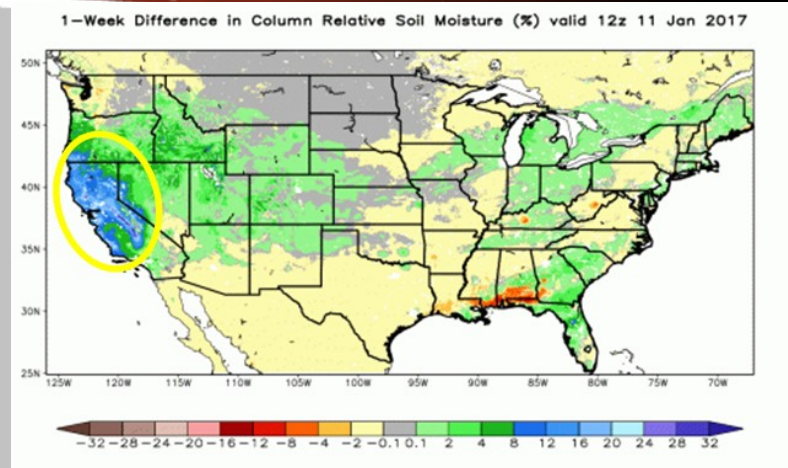 1-Week Difference in Column Relative Soil Moisture (%) valid 12z 11 Jan 2017
50N
45N
40N
35N
30N
25N
125W 120W 115W 110W 105W 100W 95W 90W 85W 80W 75W 70W
-32 -28 -24 -20 -16 -12 -8 -4 -2 -0.1 0.1 2 4 8 12 16 20 24 28 32